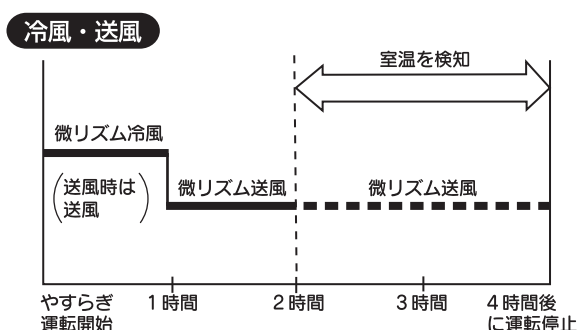 冷風・送風
室温を検知
微リズム冷風
(送風時は
送風)
微リズム送風
微リズム送風
やすらぎ
運転開始
1時間
2時間
3時間
4時間後
に運転停止